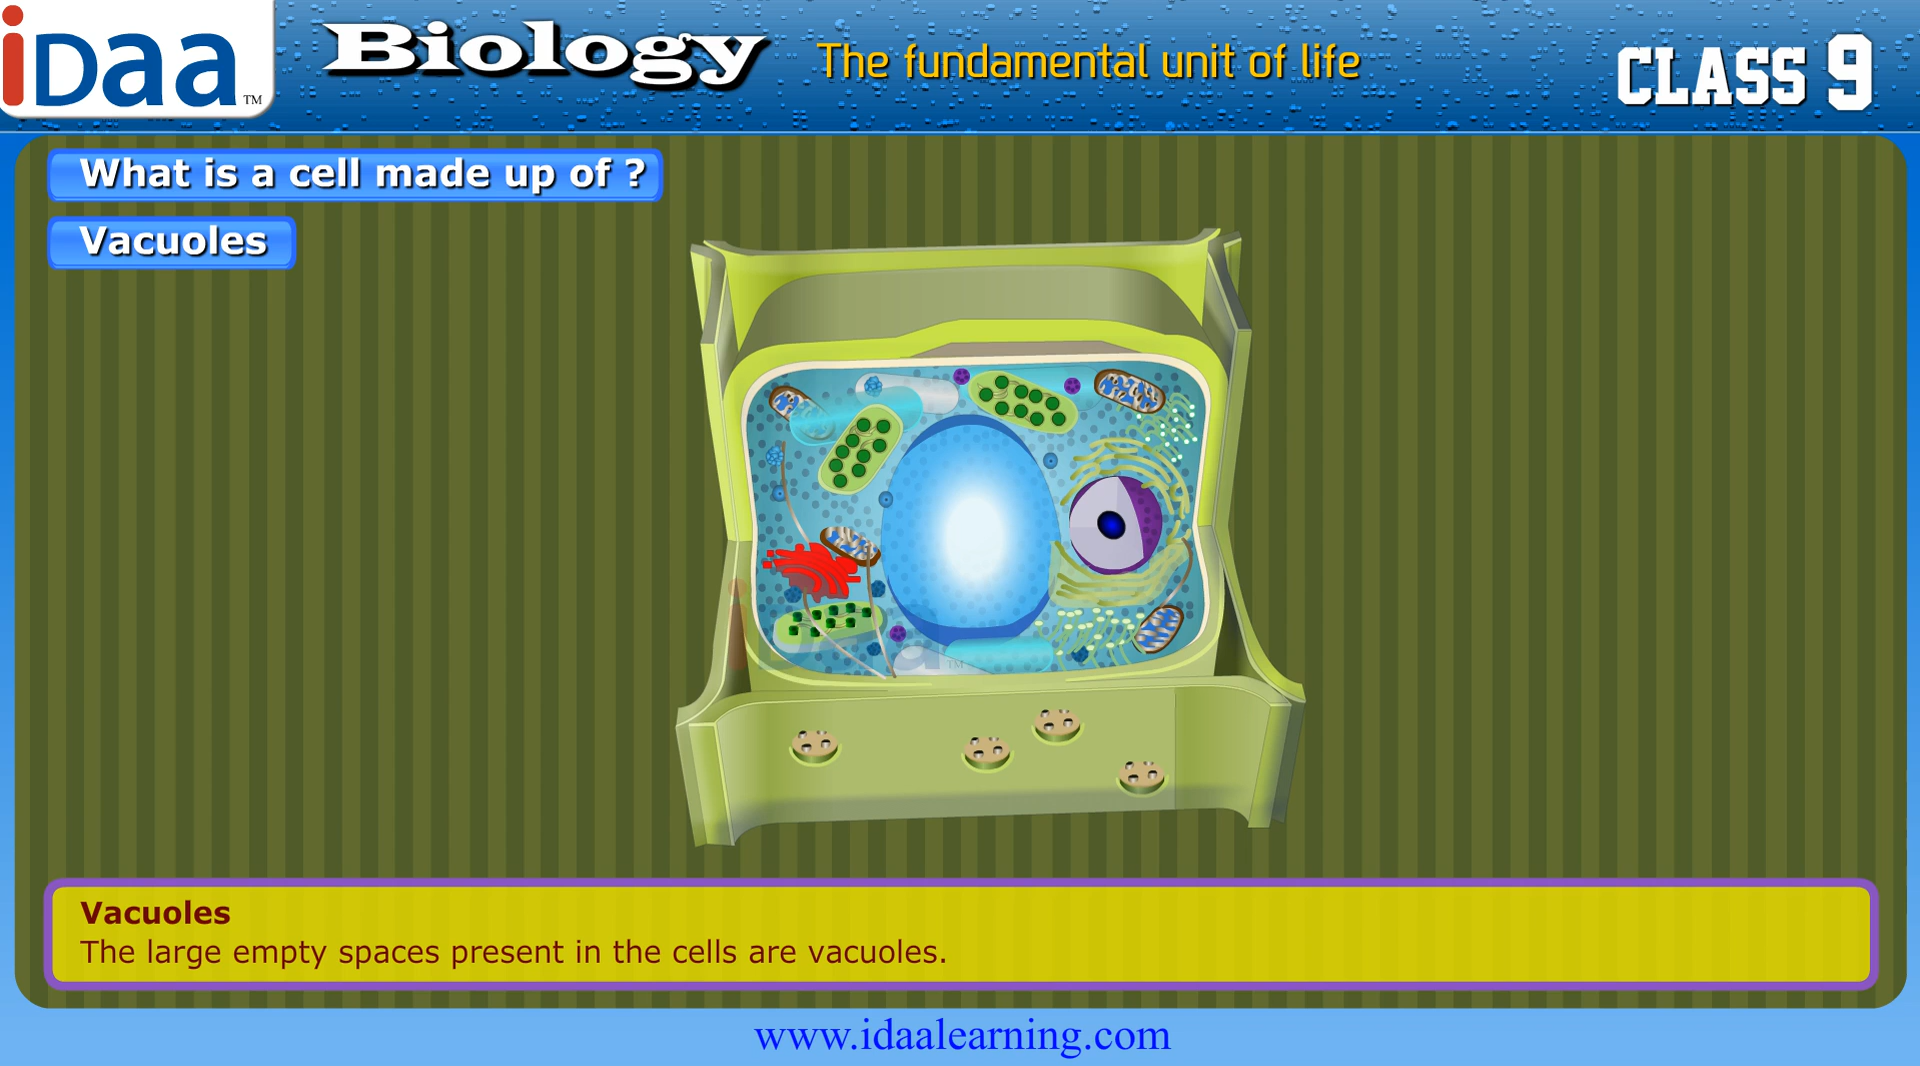 iDaa™
Biology
The fundamental unit of life
CLASS 9
What is a cell made up of ?
Vacuoles
iDaa™
Vacuoles
The large empty spaces present in the cells are vacuoles.
www.idaalearning.com